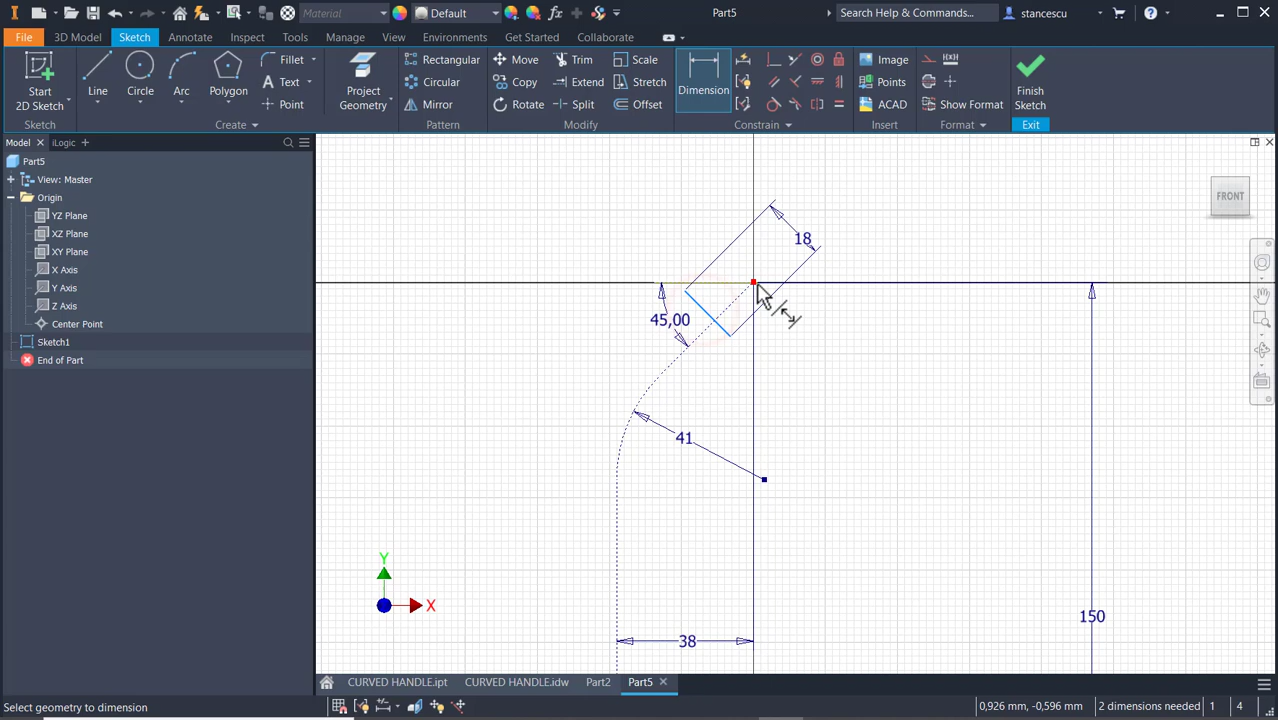 Material
Default
Part5
Search Help & Commands...
stancescu
File
3D Model
Sketch
Annotate
Inspect
Tools
Manage
View
Environments
Get Started
Collaborate
Start
2D Sketch
Line
Circle
Arc
Polygon
Fillet
Text
Point
Project
Geometry
Rectangular
Circular
Mirror
Move
Copy
Rotate
Trim
Extend
Split
Scale
Stretch
Offset
Dimension
Image
Points
ACAD
Show Format
Finish
Sketch
Sketch
Create
Pattern
Modify
Constrain
Insert
Format
Exit
Model
iLogic
Part5
View: Master
Origin
YZ Plane
XZ Plane
XY Plane
X Axis
Y Axis
Z Axis
Center Point
Sketch1
End of Part
FRONT
18
45,00
41
38
150
Y
X
CURVED HANDLE.ipt
CURVED HANDLE.idw
Part2
Part5
Select geometry to dimension
0,926 mm, -0,596 mm
2 dimensions needed
1
4